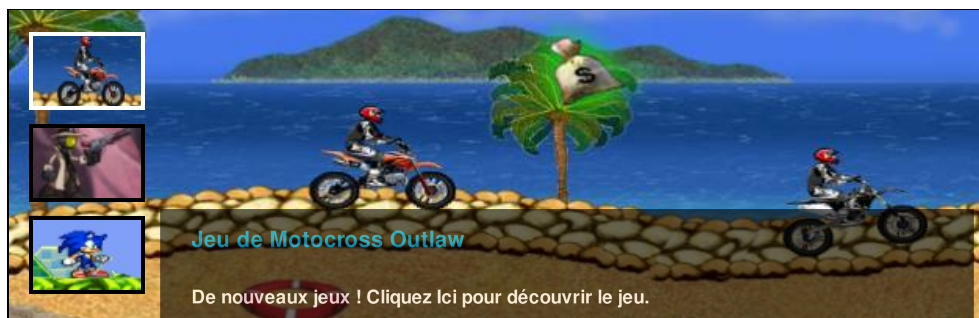 $
Jeu de Motocross Outlaw
De nouveaux jeux ! Cliquez Ici pour découvrir le jeu.